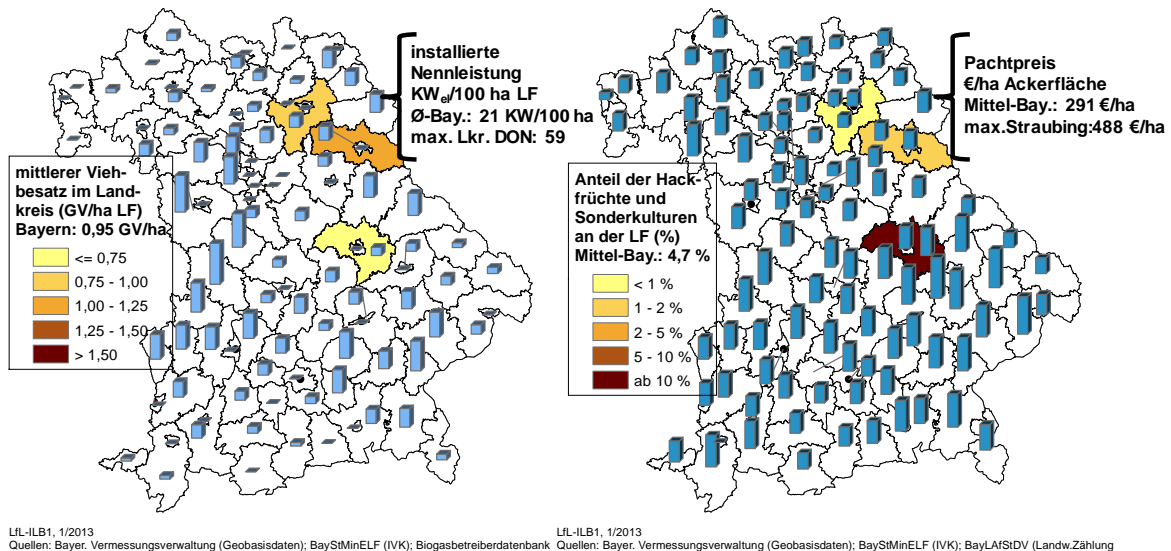 installierte
Nennleistung
KWel/100 ha LF
Ø-Bay.: 21 KW/100 ha
max. Lkr. DON: 59
mittlerer Vieh-
besatz im Land-
kreis (GV/ha LF)
Bayern: 0,95 GV/ha
<= 0,75
0,75 - 1,00
1,00 - 1,25
1,25 - 1,50
> 1,50
LfL-ILB1, 1/2013
Quellen: Bayer. Vermessungsverwaltung (Geobasisdaten); BayStMinELF (IVK); Biogasbetreiberdatenbank
Pachtpreis
€/ha Ackerfläche
Mittel-Bay.: 291 €/ha
max.Straubing:488 €/ha
Anteil der Hack-
früchte und
Sonderkulturen
an der LF (%)
Mittel-Bay.: 4,7 %
< 1 %
1 - 2 %
2 - 5 %
5 - 10 %
ab 10 %
LfL-ILB1, 1/2013
Quellen: Bayer. Vermessungsverwaltung (Geobasisdaten); BayStMinELF (IVK); BayLAfStDV (Landw.Zählung